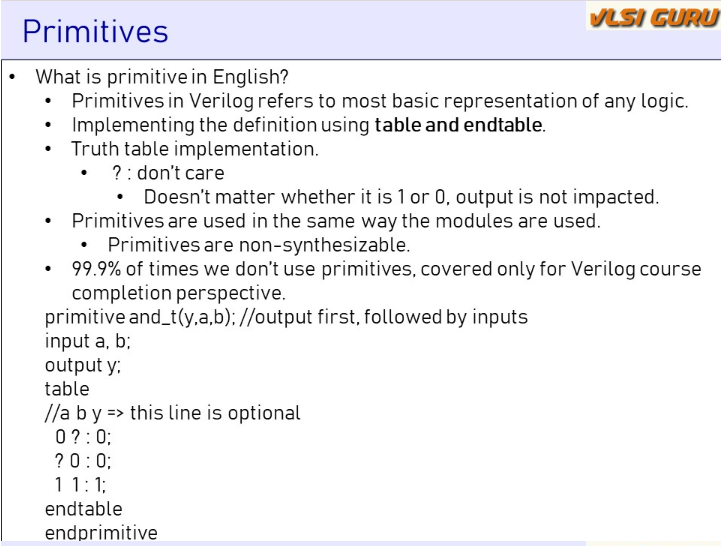 Primitives
VLSI GURU
• What is primitive in English?
• Primitives in Verilog refers to most basic representation of any logic.
• Implementing the definition using table and endtable.
• Truth table implementation.
• ? : don't care
• Doesn't matter whether it is 1 or 0, output is not impacted.
• Primitives are used in the same way the modules are used.
• Primitives are non-synthesizable.
• 99.9% of times we don't use primitives, covered only for Verilog course
completion perspective.
primitive and_t(y,a,b); //output first, followed by inputs
input a, b;
output y;
table
//a b y => this line is optional
0 ? : 0;
? 0 : 0;
1 1 : 1;
endtable
endprimitive